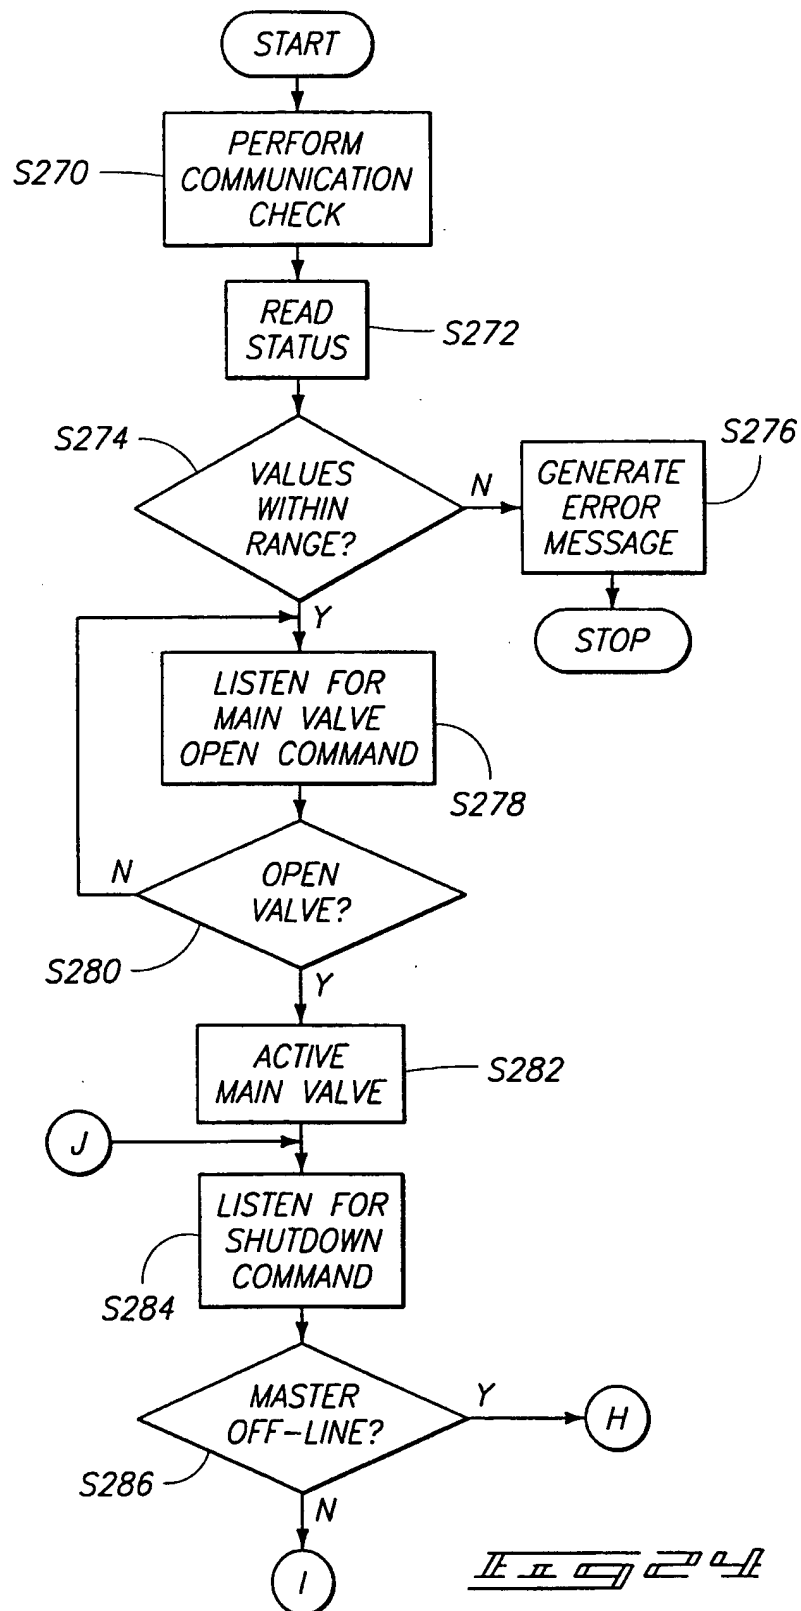 START
PERFORM
COMMUNICATION
CHECK
S270
READ
STATUS
S272
S274
VALUES
WITHIN
RANGE?
N
GENERATE
ERROR
MESSAGE
S276
STOP
Y
LISTEN FOR
MAIN VALVE
OPEN COMMAND
S278
N
OPEN
VALVE?
S280
Y
ACTIVE
MAIN VALVE
S282
J
LISTEN FOR
SHUTDOWN
COMMAND
S284
MASTER
OFF-LINE?
Y
H
S286
N
I
Fig 24